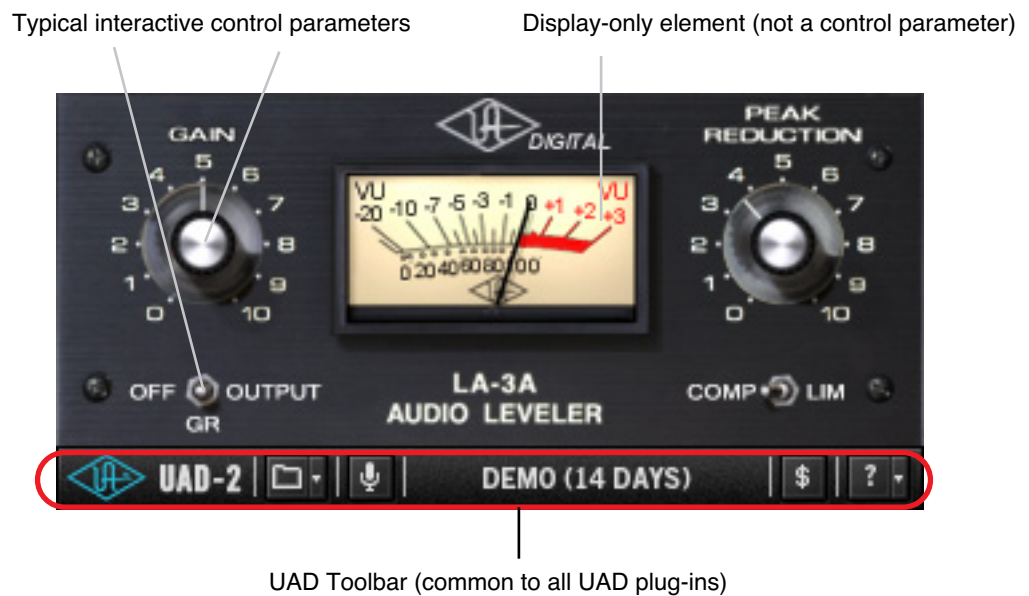 Typical interactive control parameters
Display-only element (not a control parameter)
GAIN
0 1 2 3 4 5 6 7 8 9 10
DIGITAL
VU VU
-20 -10 -7 -5 -3 -1 0 +1 +2 +3
0 20 40 60 80 100
PEAK
REDUCTION
0 1 2 3 4 5 6 7 8 9 10
OFF OUTPUT
GR
LA-3A
AUDIO LEVELER
COMP LIM
UAD-2 DEMO (14 DAYS) $ ?
UAD Toolbar (common to all UAD plug-ins)